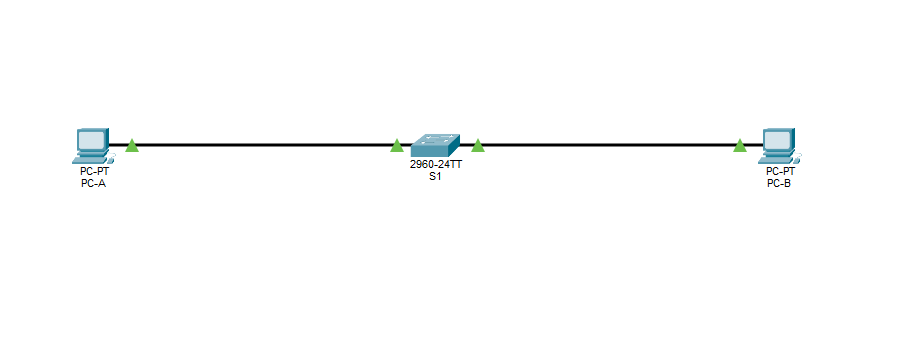 PC-PT
PC-A
2960-24TT
S1
PC-PT
PC-B